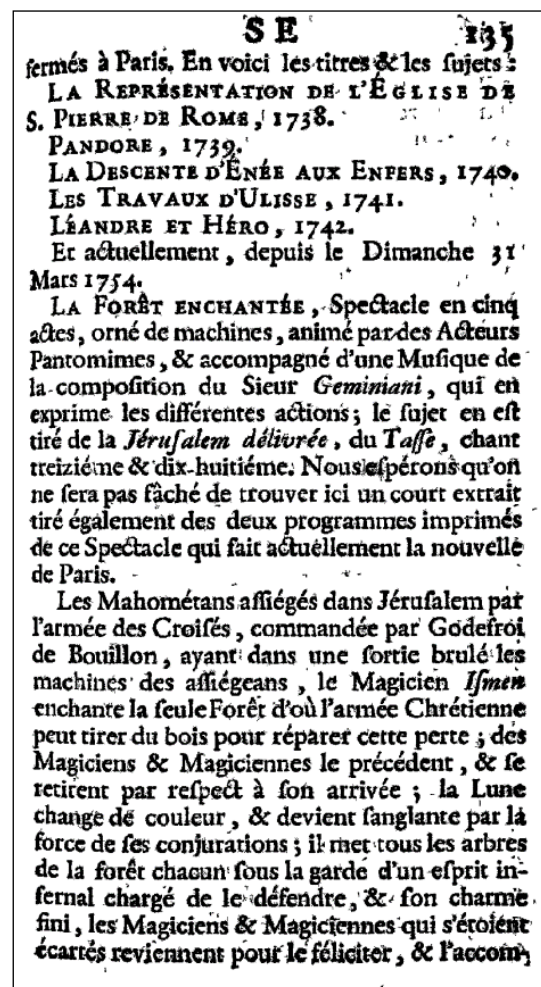 S E 135
fermés à Paris. En voici les titres & les ſujets :
LA REPRÉSENTATION DE L'ÉGLISE DE
S. PIERRE DE ROME, 1738.
PANDORE, 1739.
LA DESCENTE D'ÉNÉE AUX ENFERS, 1740.
LES TRAVAUX D'ULISSE, 1741.
LÉANDRE ET HÉRO, 1742.
Et actuellement, depuis le Dimanche 31
Mars 1754.
LA FORÊT ENCHANTÉE, Spectacle en cinq
actes, orné de machines, animé par des Acteurs
Pantomimes, & accompagné d'une Muſique de
la compoſition du Sieur Geminiani, qui en
exprime les différentes actions; le ſujet en eſt
tiré de la Jéruſalem délivrée, du Taſſe, chant
treiziéme & dix-huitiéme. Nous eſpérons qu'on
ne ſera pas fâché de trouver ici un court extrait
tiré également des deux programmes imprimés
de ce Spectacle qui fait actuellement la nouvelle
de Paris.
Les Mahométans aſſiégés dans Jéruſalem par
l'armée des Croiſés, commandée par Godefroi
de Bouillon, ayant dans une ſortie brulé les
machines des aſſiégeans, le Magicien Iſmen
enchante la ſeule Forêt d'où l'armée Chrétienne
peut tirer du bois pour réparer cette perte; des
Magiciens & Magiciennes le précédent, & ſe
retirent par reſpect à ſon arrivée; la Lune
change de couleur, & devient ſanglante par la
force de ſes conjurations; il met tous les arbres
de la forêt chacun ſous la garde d'un eſprit in-
fernal chargé de le défendre, & ſon charme
fini, les Magiciens & Magiciennes qui s'étoient
écartés reviennent pour le féliciter, & l'accom-